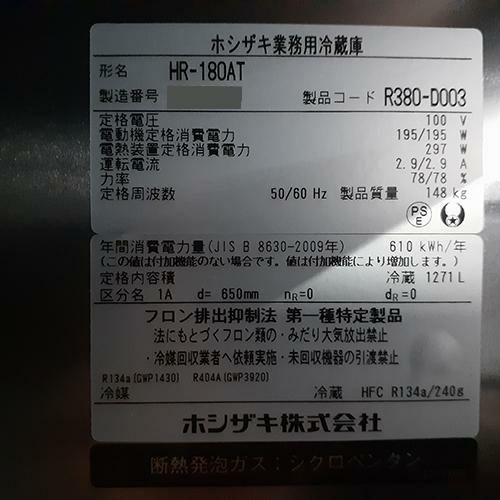 ホシザキ業務用冷蔵庫
形名 HR-180AT
製造番号 製品コード R380-D003
定格電圧 100 V
電動機定格消費電力 195/195 W
電熱装置定格消費電力 297 W
運転電流 2.9/2.9 A
力率 78/78 %
定格周波数 50/60 Hz 製品質量 148 kg
PS
E
年間消費電力量(JIS B 8630-2009年) 610 kWh/年
(この値は付加機能のない場合です。値は付加機能により増加します。)
定格内容積 冷蔵 1271 L
区分名 1A d= 650mm nR=0 dR=0
フロン排出抑制法 第一種特定製品
法にもとづくフロン類の・みだり大気放出禁止
・冷媒回収業者へ依頼実施・未回収機器の引渡禁止
R134a(GWP1430) R404A(GWP3920)
冷媒 冷蔵 HFC R134a/240g
ホシザキ株式会社
断熱発泡ガス:シクロペンタン